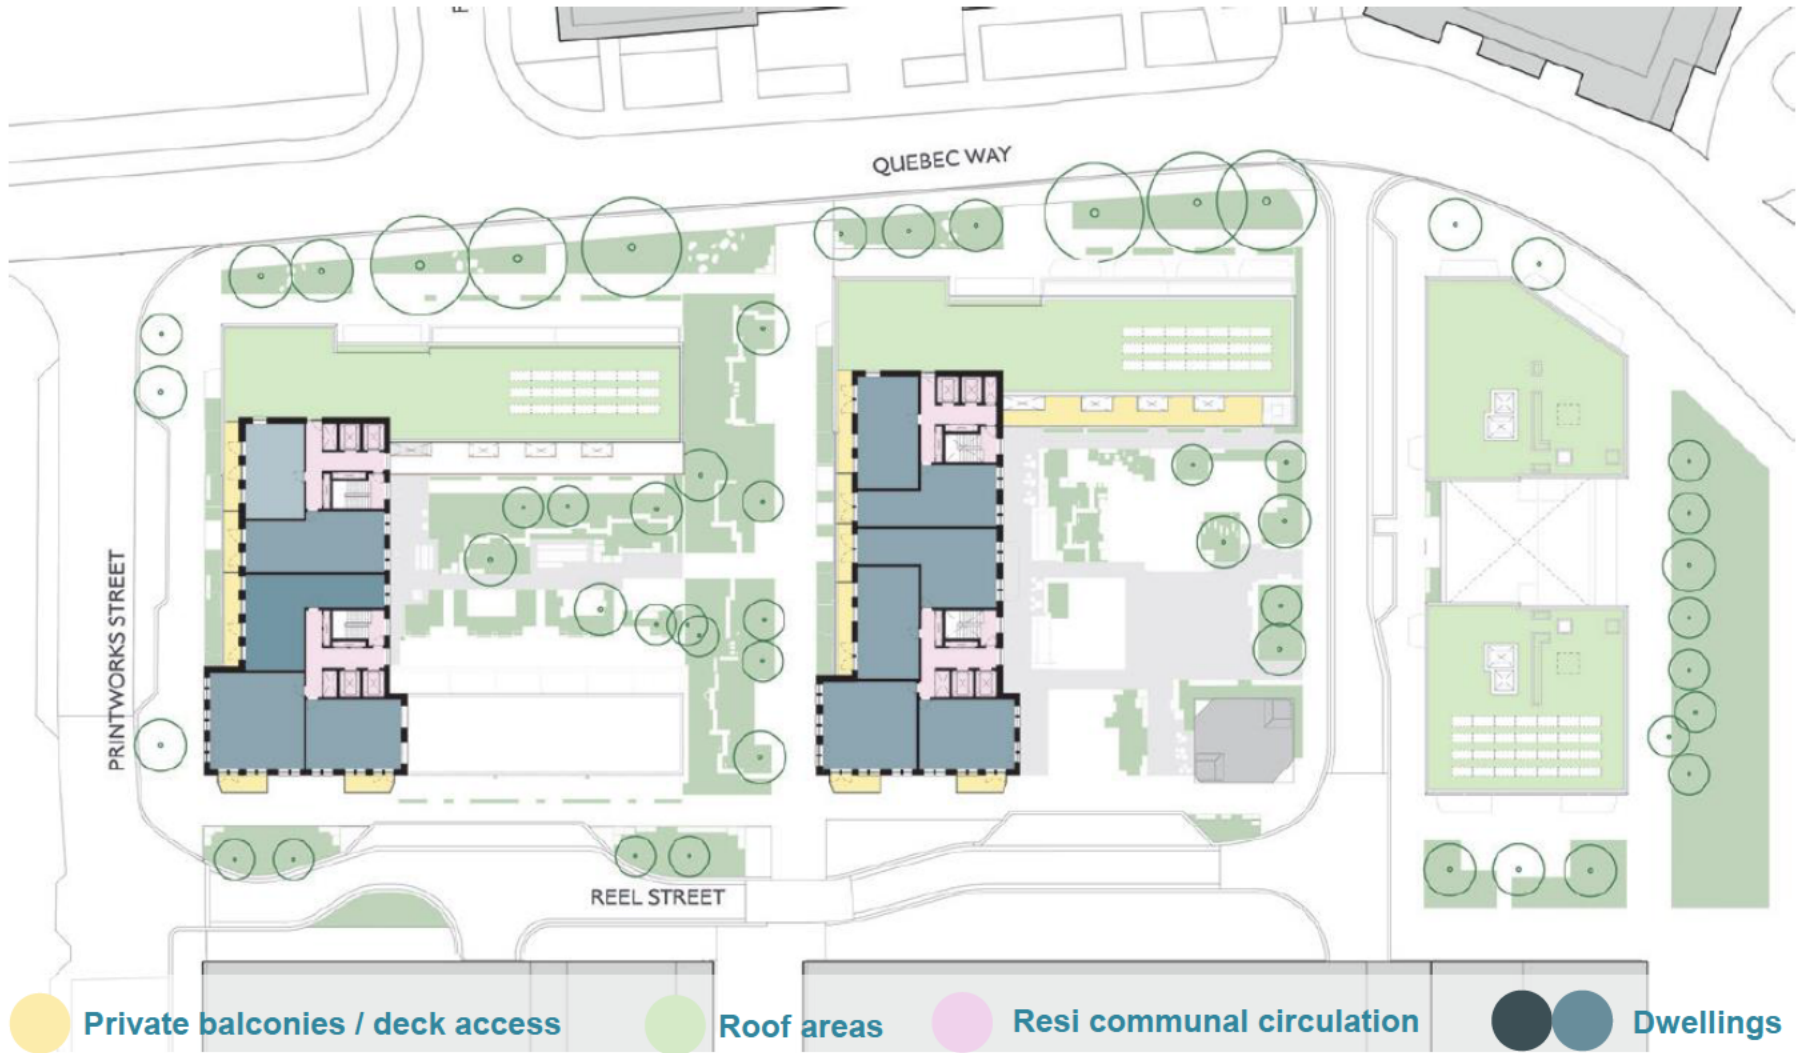 QUEBEC WAY
PRINTWORKS STREET
REEL STREET
Private balconies / deck access
Roof areas
Resi communal circulation
Dwellings